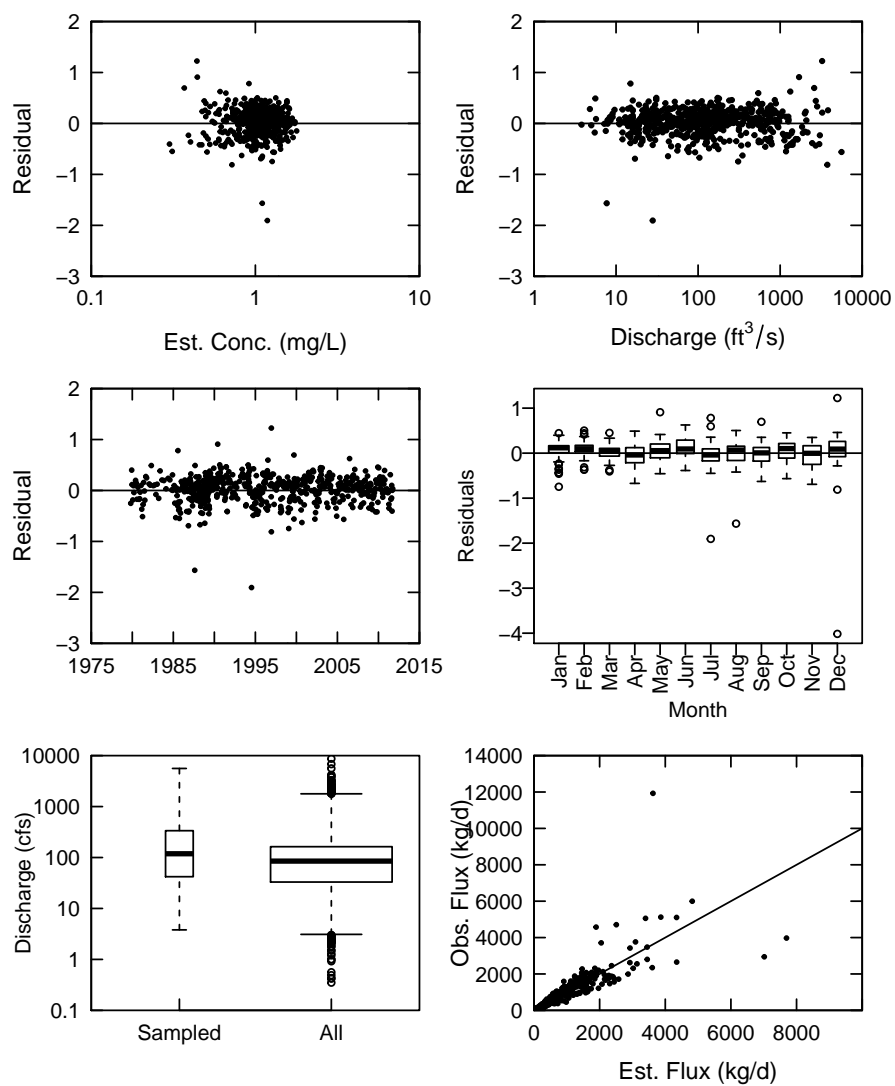 2
1
0
−1
−2
−3
Residual
0.1 1 10
Est. Conc. (mg/L)
2
1
0
−1
−2
−3
Residual
1 10 100 1000 10000
Discharge (ft³/s)
2
1
0
−1
−2
−3
Residual
1975 1985 1995 2005 2015
1
0
−1
−2
−3
−4
Residuals
Jan Feb Mar Apr May Jun Jul Aug Sep Oct Nov Dec
Month
10000
1000
100
10
1
0.1
Discharge (cfs)
Sampled All
14000
12000
10000
8000
6000
4000
2000
0
Obs. Flux (kg/d)
0 2000 4000 6000 8000
Est. Flux (kg/d)